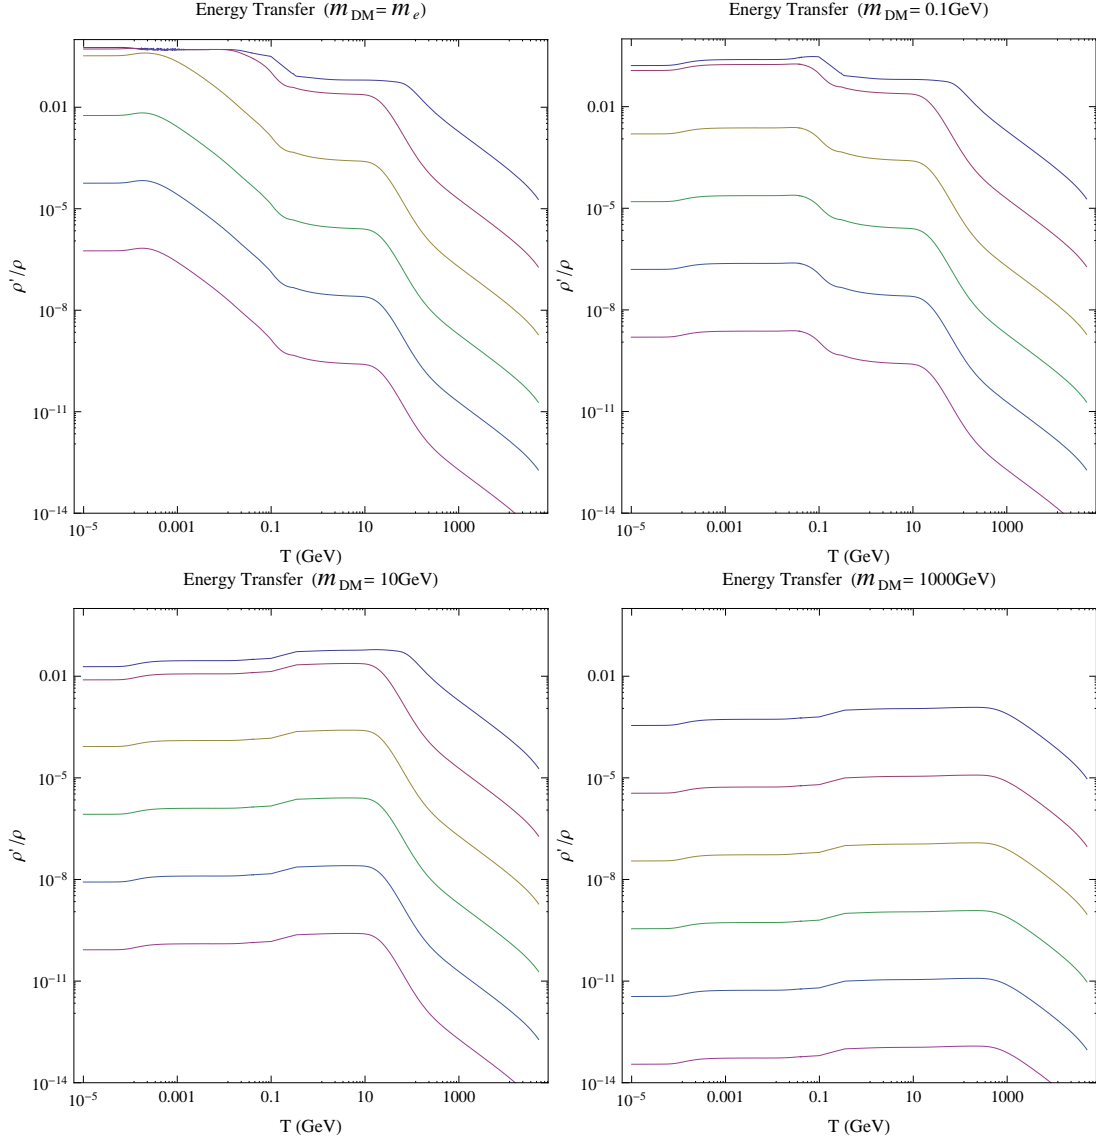 Energy Transfer (m_DM = m_e)
0.01
10^-5
10^-8
10^-11
10^-14
ρ'/ρ
10^-5 0.001 0.1 10 1000
T (GeV)
Energy Transfer (m_DM = 0.1GeV)
0.01
10^-5
10^-8
10^-11
10^-14
ρ'/ρ
10^-5 0.001 0.1 10 1000
T (GeV)
Energy Transfer (m_DM = 10GeV)
0.01
10^-5
10^-8
10^-11
10^-14
ρ'/ρ
10^-5 0.001 0.1 10 1000
T (GeV)
Energy Transfer (m_DM = 1000GeV)
0.01
10^-5
10^-8
10^-11
10^-14
ρ'/ρ
10^-5 0.001 0.1 10 1000
T (GeV)